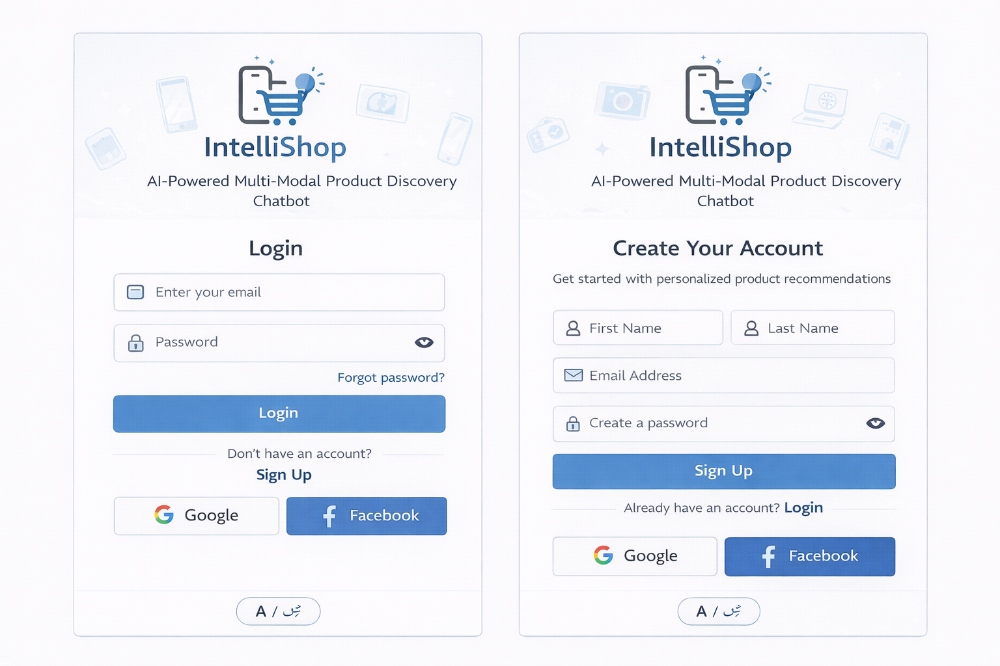 IntelliShop
AI-Powered Multi-Modal Product Discovery
Chatbot
Login
Enter your email
Password
Forgot password?
Login
Don't have an account?
Sign Up
Google
Facebook
A /
IntelliShop
AI-Powered Multi-Modal Product Discovery
Chatbot
Create Your Account
Get started with personalized product recommendations
First Name
Last Name
Email Address
Create a password
Sign Up
Already have an account? Login
Google
Facebook
A /